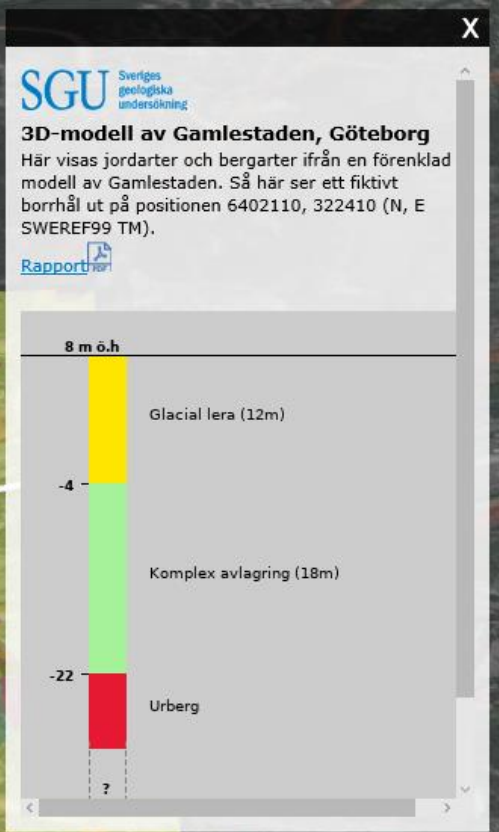 X
SGU Sveriges
geologiska
undersökning
3D-modell av Gamlestaden, Göteborg
Här visas jordarter och bergarter ifrån en förenklad
modell av Gamlestaden. Så här ser ett fiktivt
borrhål ut på positionen 6402110, 322410 (N, E
SWEREF99 TM).
Rapport PDF
8 m ö.h
Glacial lera (12m)
-4
Komplex avlagring (18m)
-22
Urberg
?